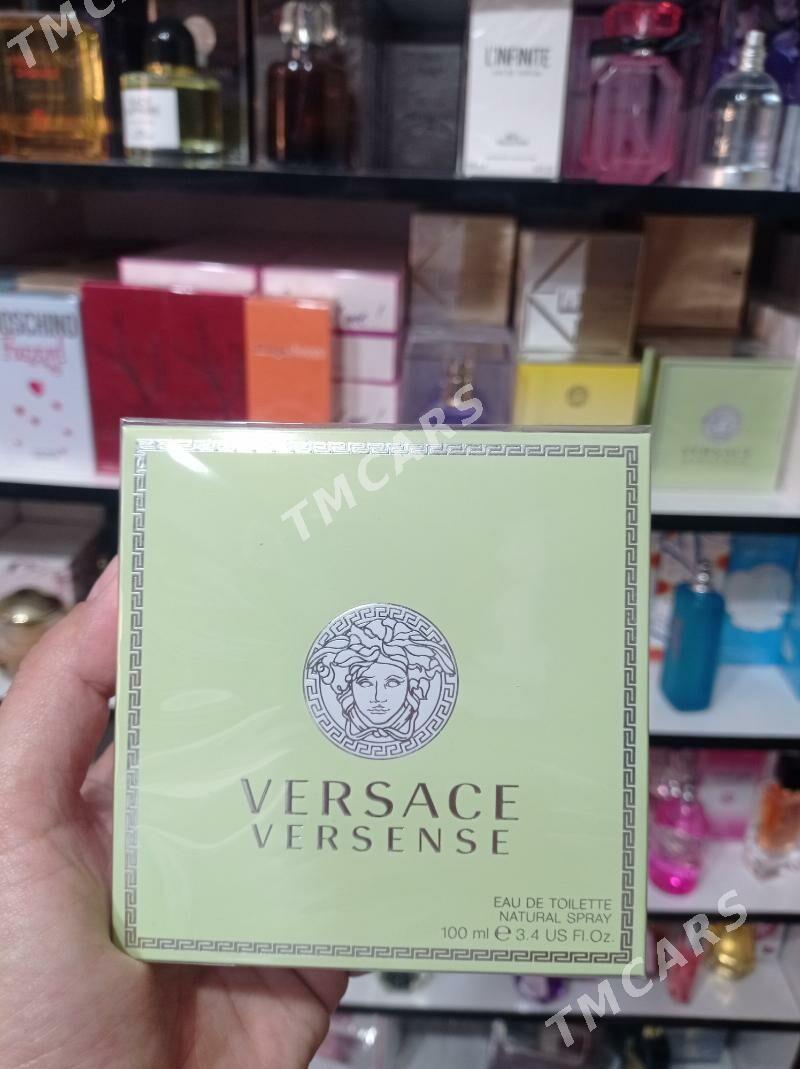 TMCARS
L'INFINITE
MOSCHINO
Funny!
TMCARS
VERSACE
VERSACE
VERSENSE
EAU DE TOILETTE
NATURAL SPRAY
100 ml ℮ 3.4 US Fl.Oz.
TMCARS